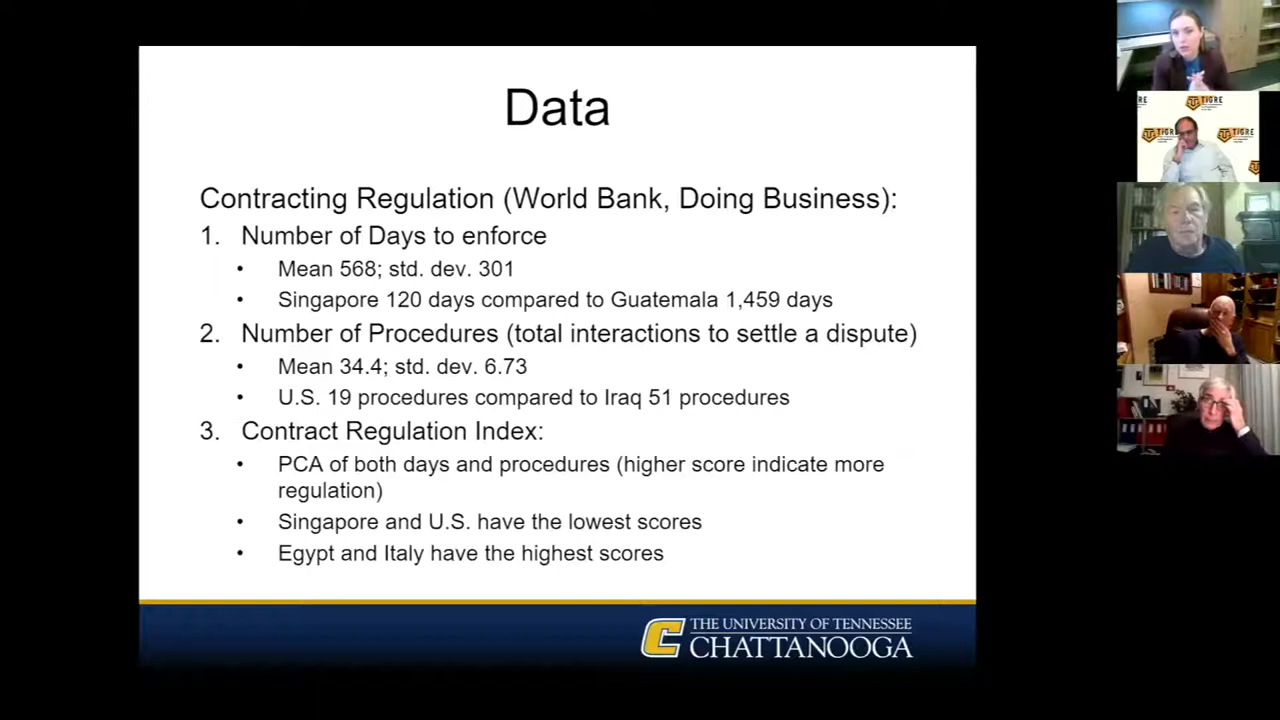 Data
Contracting Regulation (World Bank, Doing Business):
1. Number of Days to enforce
• Mean 568; std. dev. 301
• Singapore 120 days compared to Guatemala 1,459 days
2. Number of Procedures (total interactions to settle a dispute)
• Mean 34.4; std. dev. 6.73
• U.S. 19 procedures compared to Iraq 51 procedures
3. Contract Regulation Index:
• PCA of both days and procedures (higher score indicate more
regulation)
• Singapore and U.S. have the lowest scores
• Egypt and Italy have the highest scores
C THE UNIVERSITY OF TENNESSEE
CHATTANOOGA
TIGRE
TIGRE
TIGRE